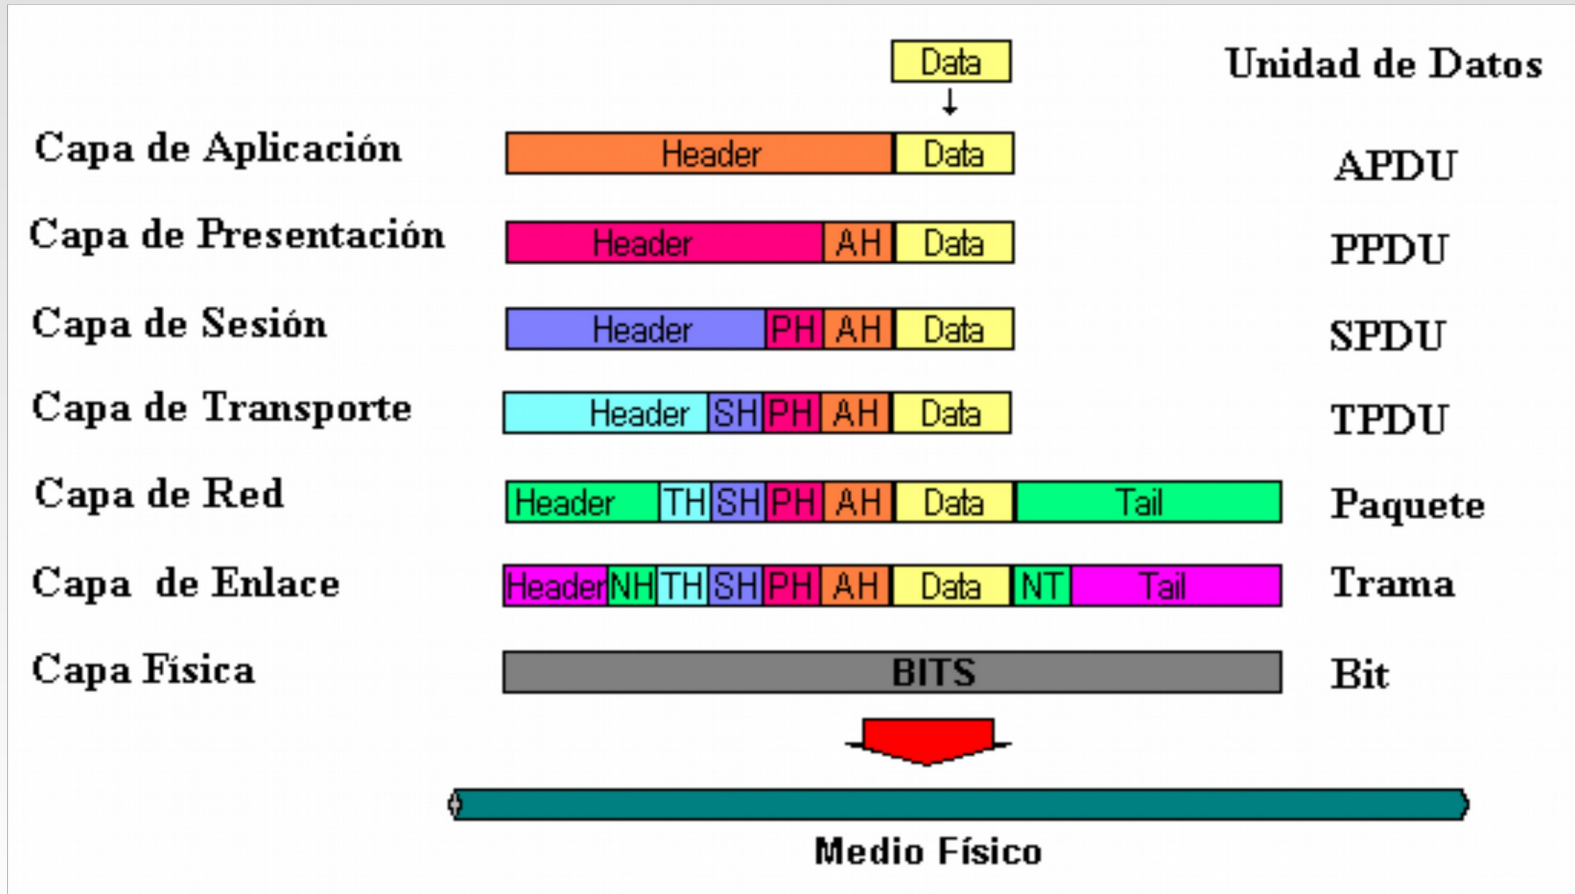 Data Unidad de Datos
Capa de Aplicación Header Data APDU
Capa de Presentación Header AH Data PPDU
Capa de Sesión Header PH AH Data SPDU
Capa de Transporte Header SH PH AH Data TPDU
Capa de Red Header TH SH PH AH Data Tail Paquete
Capa de Enlace Header NH TH SH PH AH Data NT Tail Trama
Capa Física BITS Bit
Medio Físico